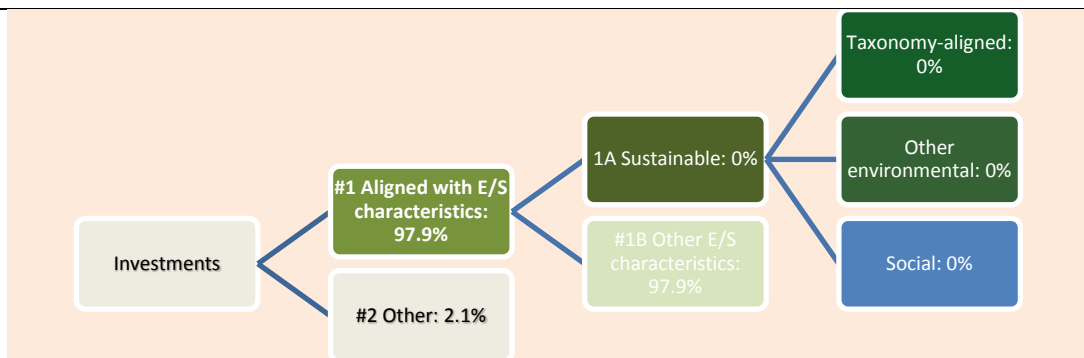 Investments
#1 Aligned with E/S
characteristics:
97.9%
#2 Other: 2.1%
1A Sustainable: 0%
#1B Other E/S
characteristics:
97.9%
Taxonomy-aligned:
0%
Other
environmental: 0%
Social: 0%